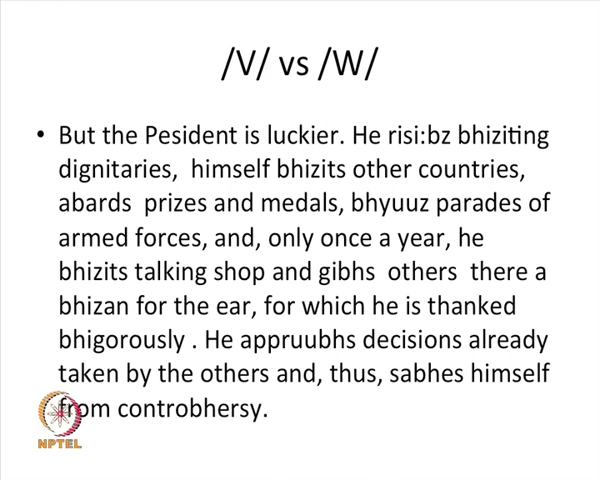 /V/ vs /W/
• But the Pesident is luckier. He risi:bz bhiziting
dignitaries, himself bhizits other countries,
abards prizes and medals, bhyuuz parades of
armed forces, and, only once a year, he
bhizits talking shop and gibhs others there a
bhizan for the ear, for which he is thanked
bhigorously . He appruubhs decisions already
taken by the others and, thus, sabhes himself
from controbhersy.
NPTEL